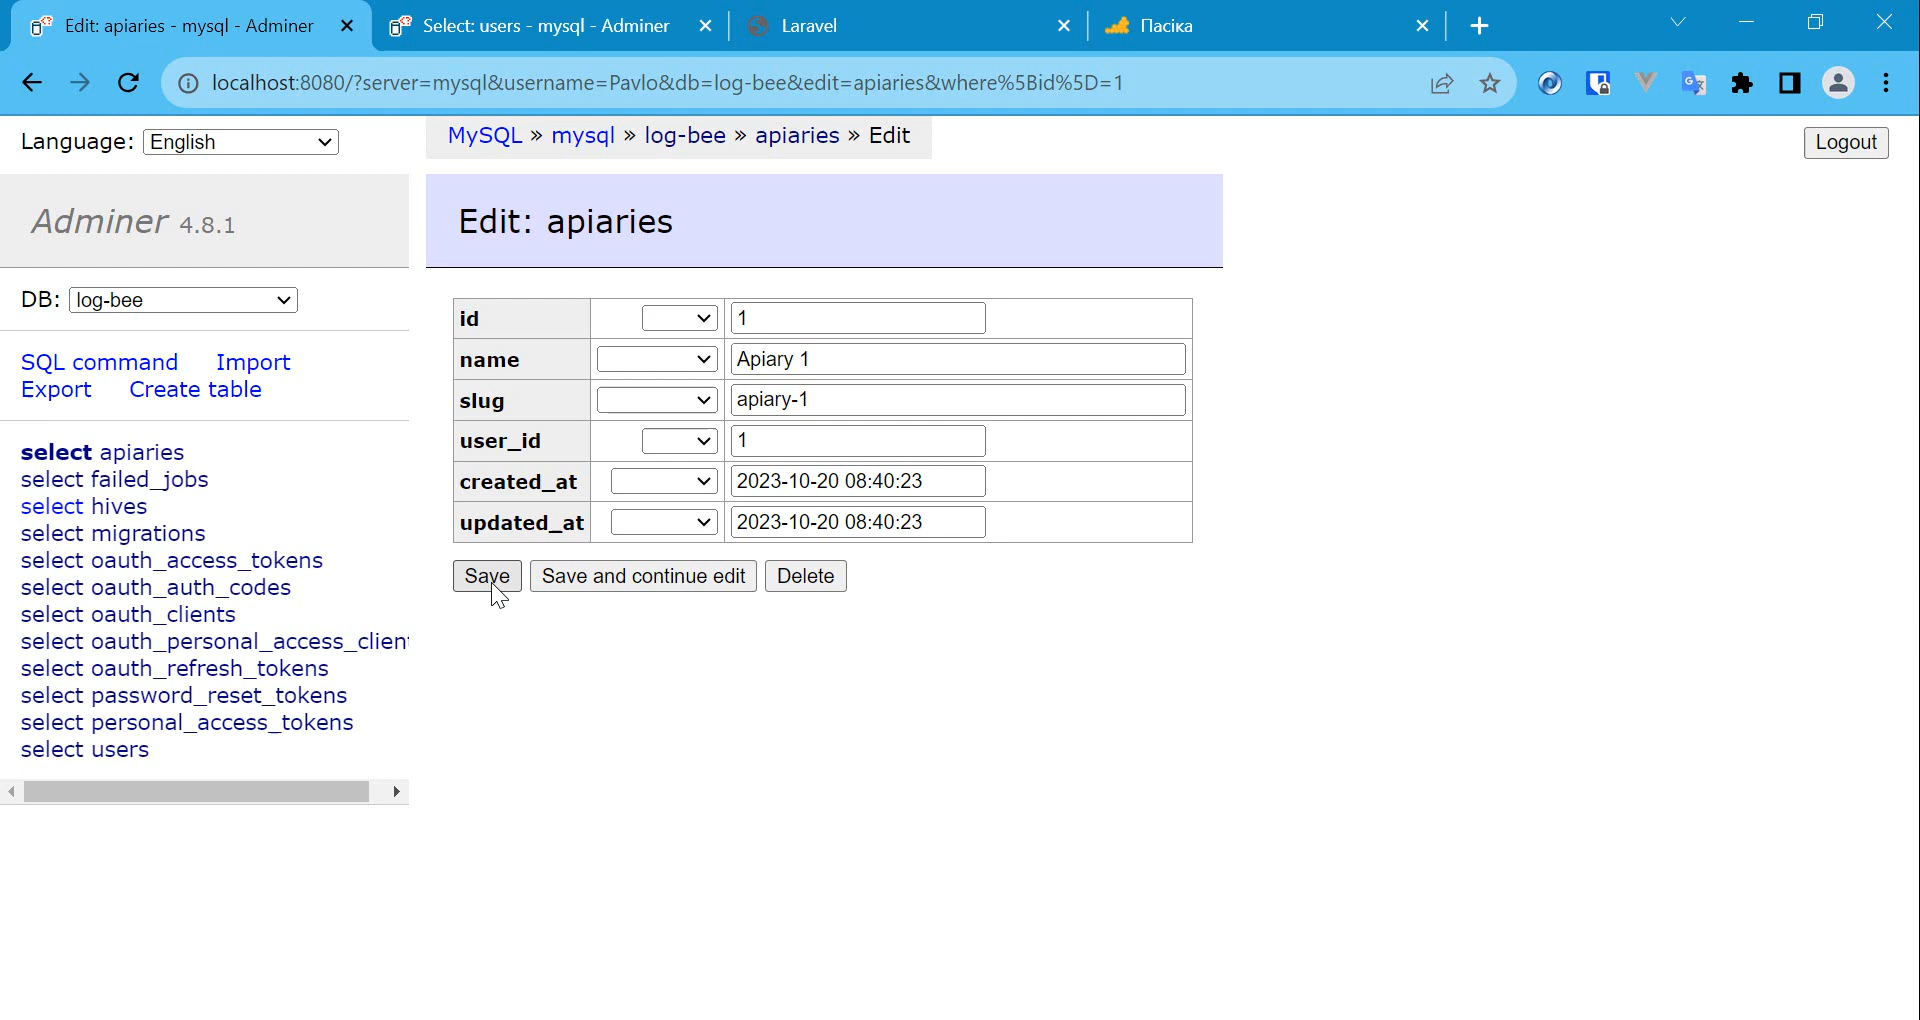 Edit: apiaries - mysql - Adminer
Select: users - mysql - Adminer
Laravel
Пасіка
localhost:8080/?server=mysql&username=Pavlo&db=log-bee&edit=apiaries&where%5Bid%5D=1
Language: English
MySQL » mysql » log-bee » apiaries » Edit
Logout
Adminer 4.8.1
Edit: apiaries
DB: log-bee
SQL command Import
Export Create table
select apiaries
select failed_jobs
select hives
select migrations
select oauth_access_tokens
select oauth_auth_codes
select oauth_clients
select oauth_personal_access_client
select oauth_refresh_tokens
select password_reset_tokens
select personal_access_tokens
select users
id 1
name Apiary 1
slug apiary-1
user_id 1
created_at 2023-10-20 08:40:23
updated_at 2023-10-20 08:40:23
Save Save and continue edit Delete